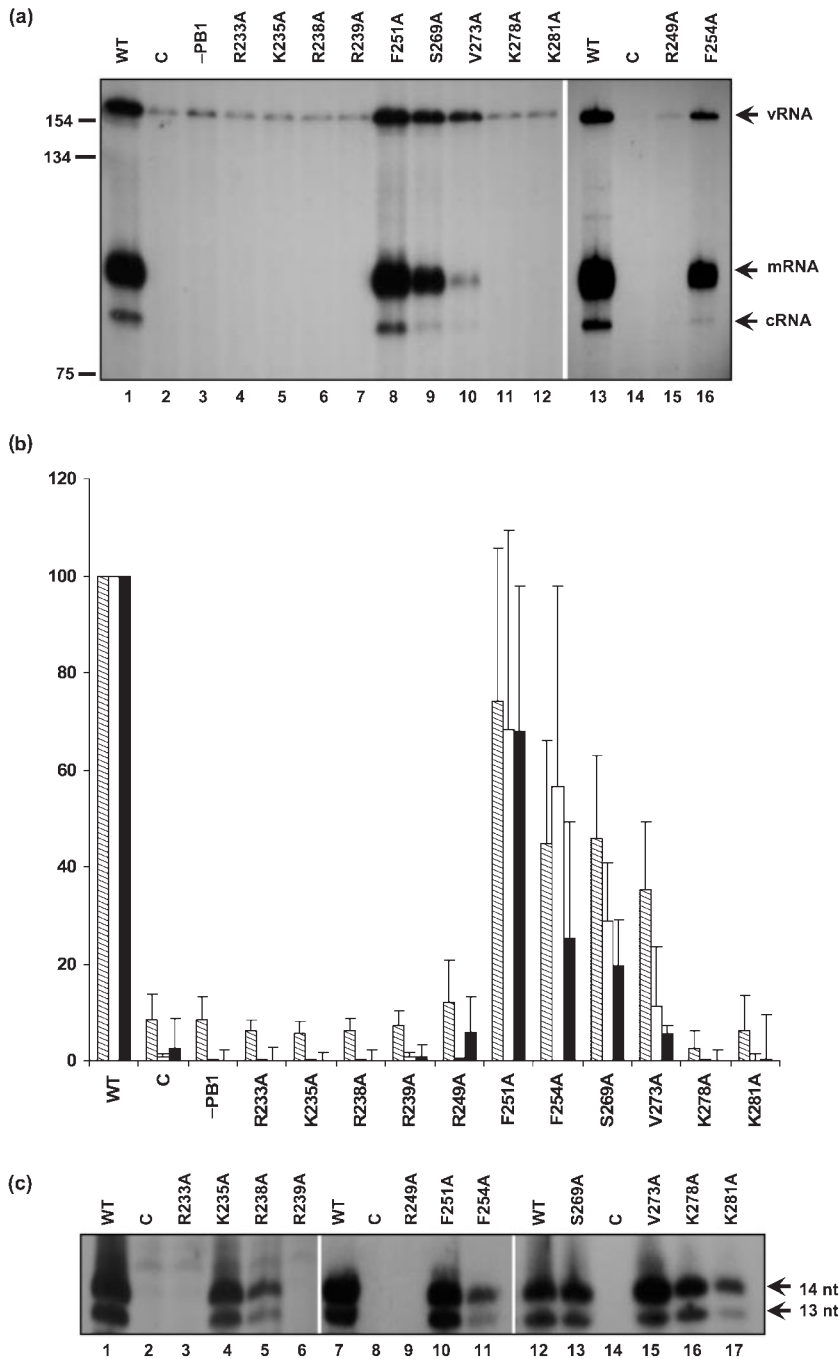 (a)
WT C –PB1 R233A K235A R238A R239A F251A S269A V273A K278A K281A WT C R249A F254A
154
134
75
vRNA
mRNA
cRNA
1 2 3 4 5 6 7 8 9 10 11 12 13 14 15 16
(b)
120
100
80
60
40
20
0
WT C –PB1 R233A K235A R238A R239A R249A F251A F254A S269A V273A K278A K281A
(c)
WT C R233A K235A R238A R239A WT C R249A F251A F254A WT S269A C V273A K278A K281A
14 nt
13 nt
1 2 3 4 5 6 7 8 9 10 11 12 13 14 15 16 17